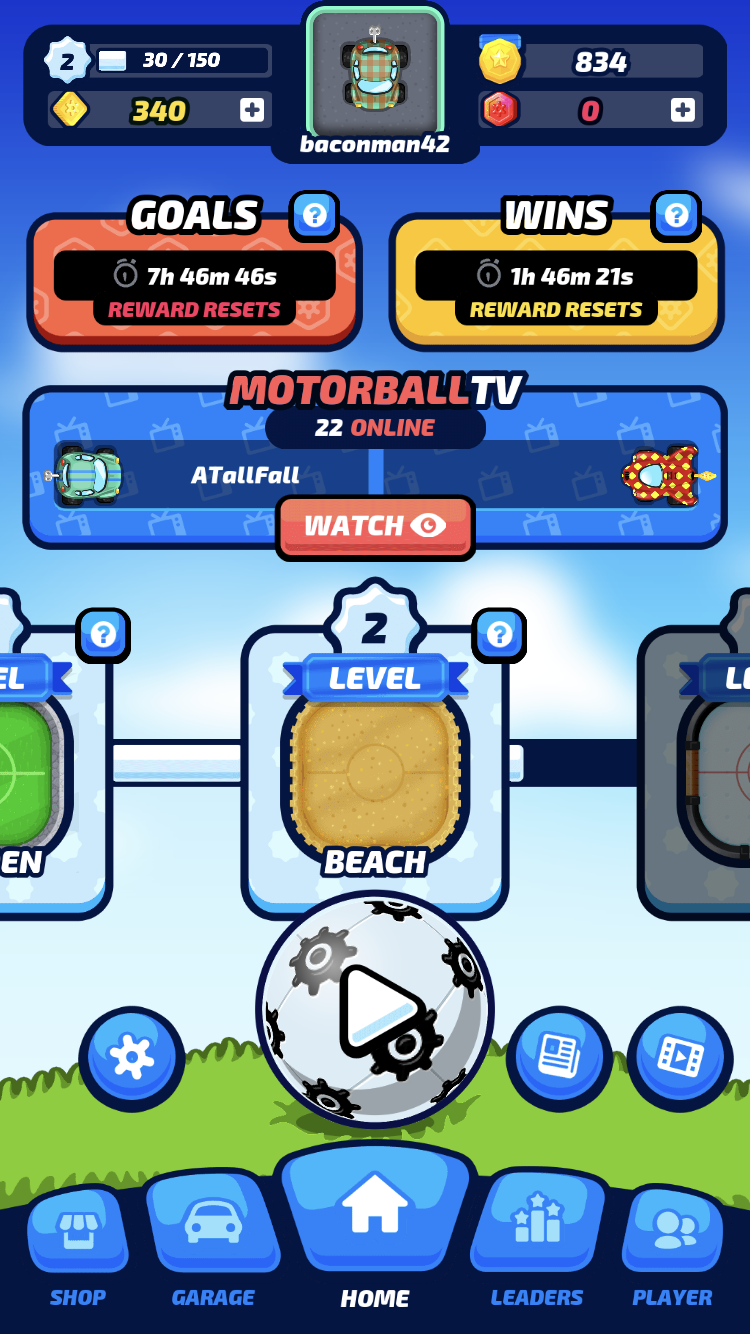 2
30 / 150
834
340
0
baconman42
GOALS
WINS
7h 46m 46s
1h 46m 21s
REWARD RESETS
REWARD RESETS
MOTORBALLTV
22 ONLINE
ATallFall
WATCH
2
EL
LEVEL
LE
EN
BEACH
SHOP
GARAGE
HOME
LEADERS
PLAYER